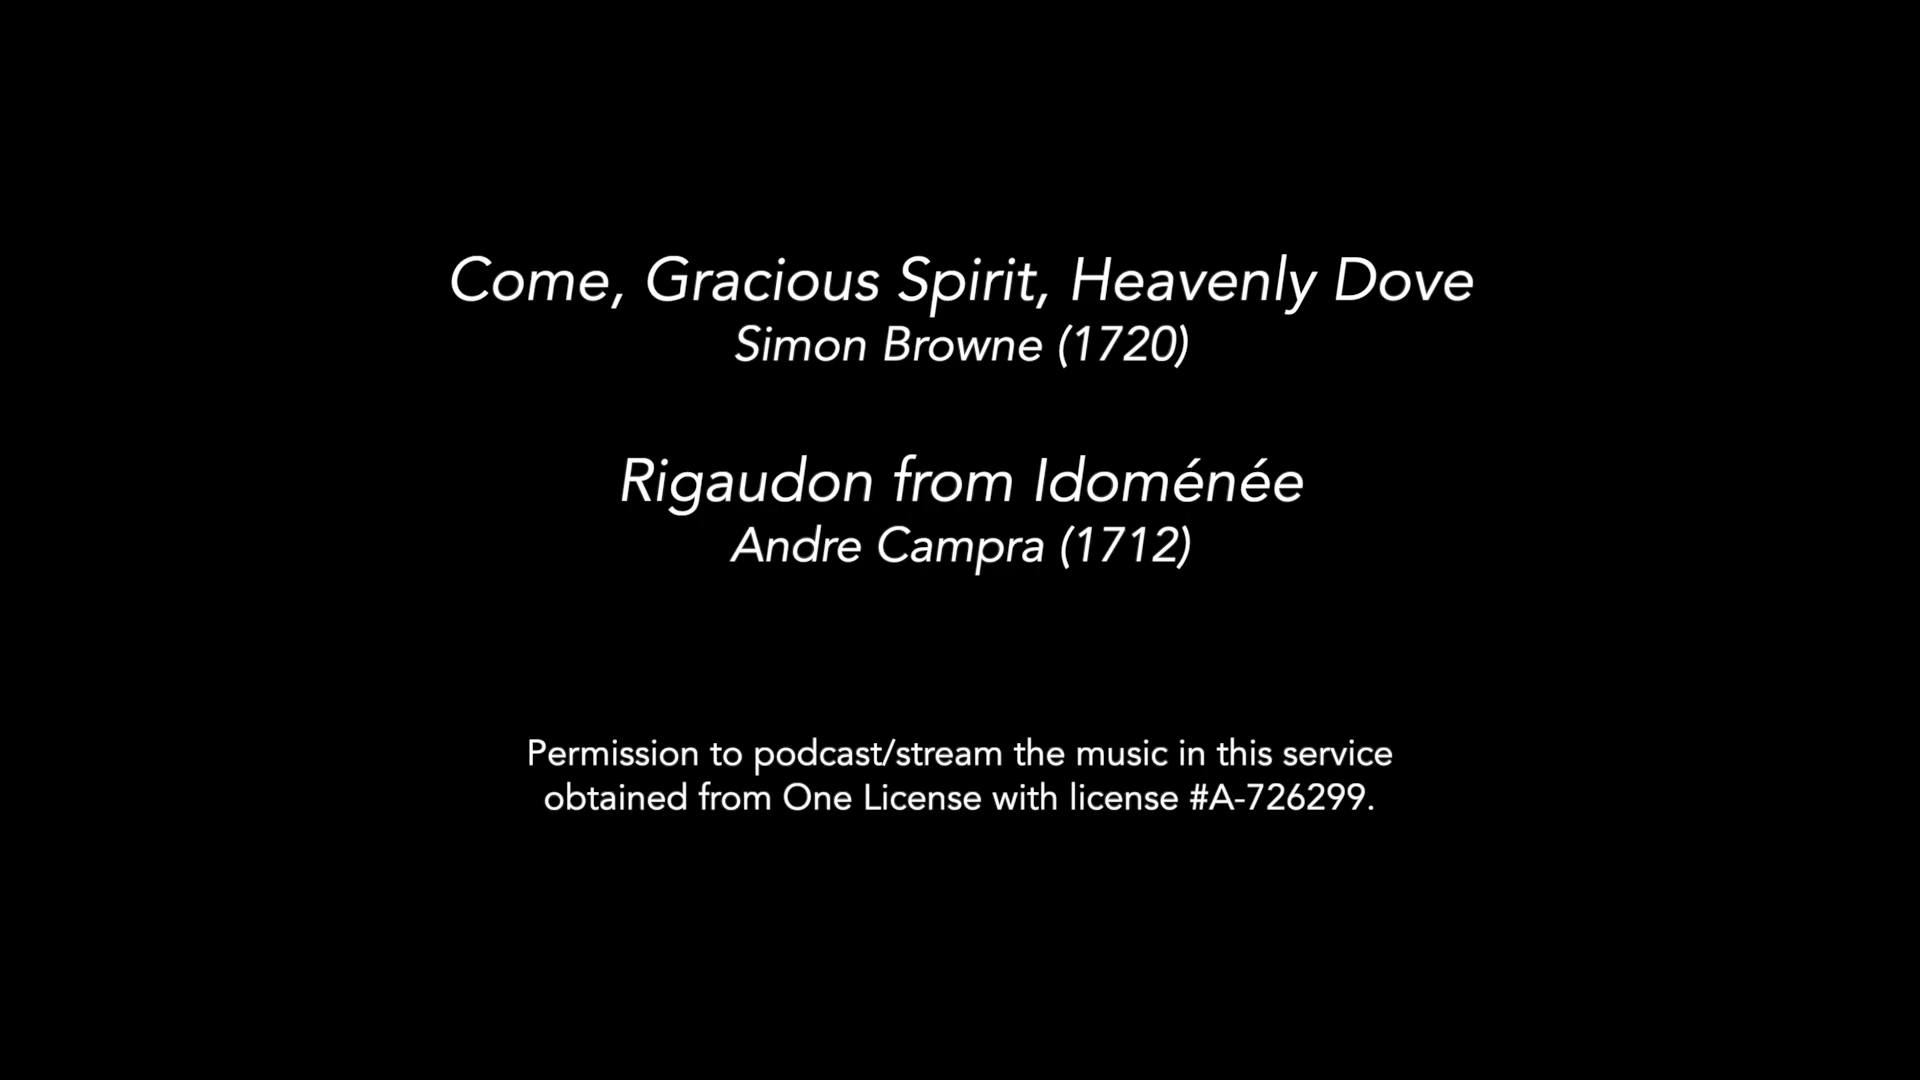 Come, Gracious Spirit, Heavenly Dove
Simon Browne (1720)
Rigaudon from Idoménée
Andre Campra (1712)
Permission to podcast/stream the music in this service
obtained from One License with license #A-726299.